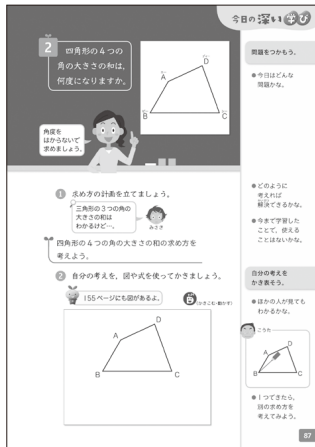 今日の深い学び
2
四角形の4つの
角の大きさの和は、
何度になりますか。
A
D
B
C
角度を
はからないで
求めましょう。
問題をつかもう。
●今日はどんな
問題かな。
1 求め方の計画を立てましょう。
三角形の3つの角の
大きさの和は
わかるけど…。
みさき
四角形の4つの角の大きさの和の求め方を
考えよう。
●どのように
考えれば
解決できるかな。
●今まで学習した
ことで、使える
ことはないかな。
2 自分の考えを、図や式を使ってかきましょう。
155ページにも図があるよ。
(かきこむ・動かす)
A
D
B
C
自分の考えを
かき表そう。
●ほかの人が見ても
わかるかな。
こうた
A
D
B
C
●1つできたら、
別の求め方を
考えてみよう。
87